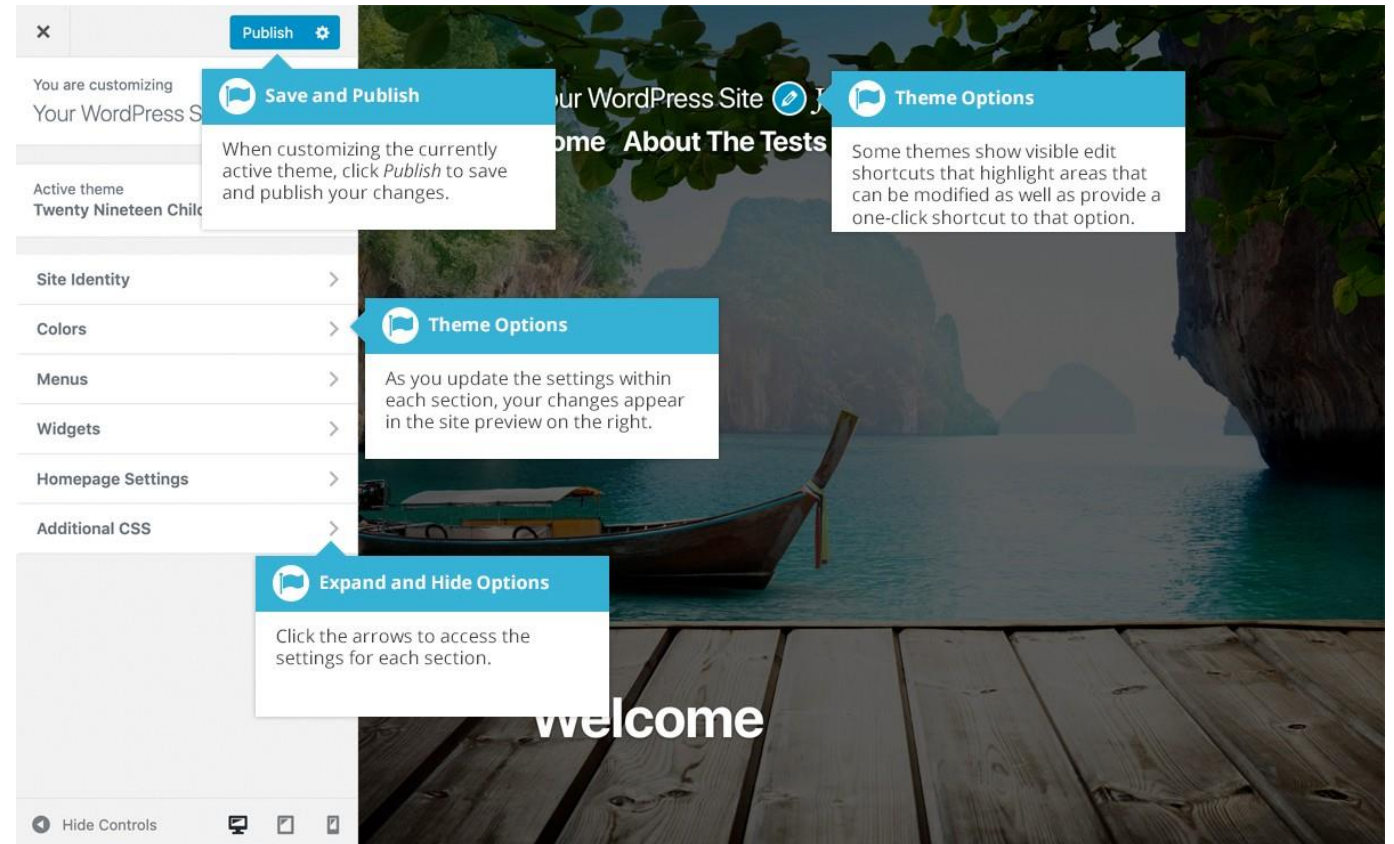 Publish
You are customizing
Your WordPress S
Save and Publish
When customizing the currently
active theme, click Publish to save
and publish your changes.
ur WordPress Site
ome About The Tests
Theme Options
Some themes show visible edit
shortcuts that highlight areas that
can be modified as well as provide a
one-click shortcut to that option.
Active theme
Twenty Nineteen Child
Site Identity
Colors
Menus
Widgets
Homepage Settings
Additional CSS
Theme Options
As you update the settings within
each section, your changes appear
in the site preview on the right.
Expand and Hide Options
Click the arrows to access the
settings for each section.
Welcome
Hide Controls